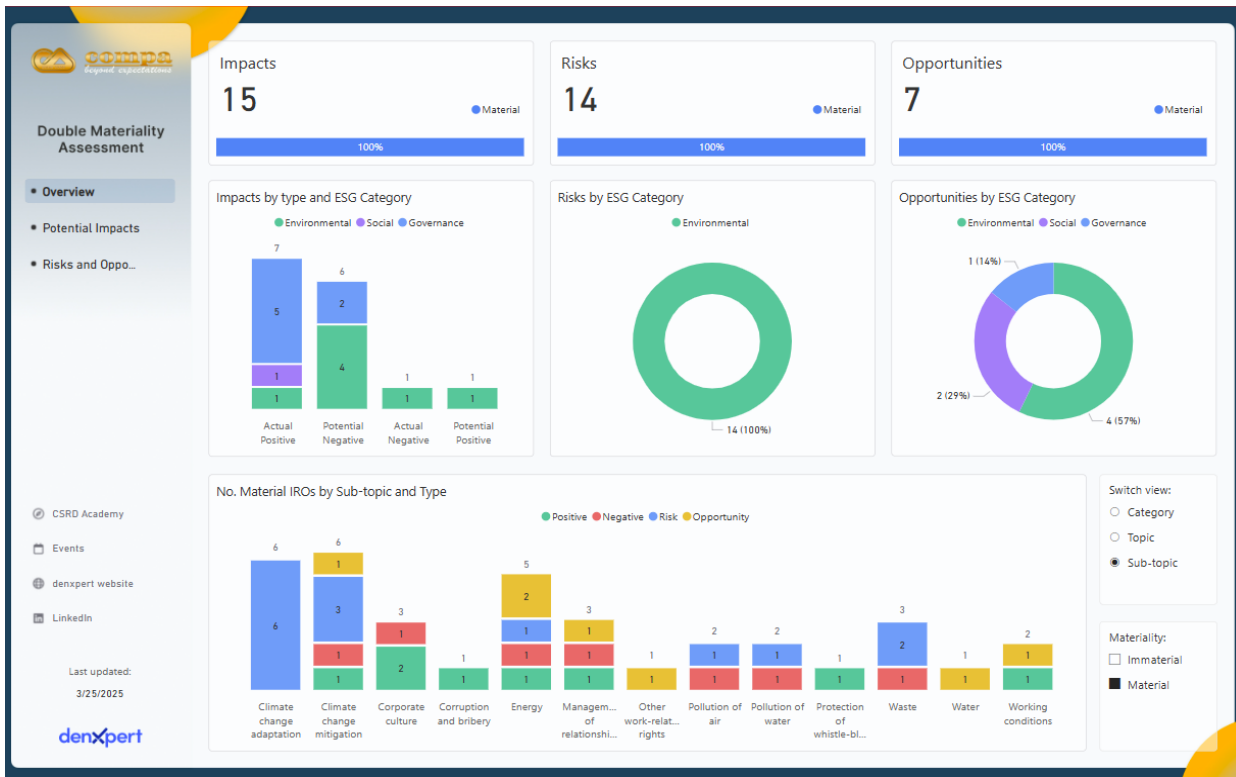 compa
beyond expectations
Double Materiality
Assessment
Overview
Potential Impacts
Risks and Oppo...
CSRD Academy
Events
denxpert website
LinkedIn
Last updated:
3/25/2025
denxpert
Impacts
15
Material
100%
Risks
14
Material
100%
Opportunities
7
Material
100%
Impacts by type and ESG Category
Environmental Social Governance
7
5
1
1
6
2
4
1
1
1
1
Actual
Positive
Potential
Negative
Actual
Negative
Potential
Positive
Risks by ESG Category
Environmental
14 (100%)
Opportunities by ESG Category
Environmental Social Governance
1 (14%)
2 (29%)
4 (57%)
No. Material IROs by Sub-topic and Type
Positive Negative Risk Opportunity
6
6
6
1
3
1
1
3
1
2
1
1
5
2
1
1
1
3
1
1
1
1
1
2
1
1
2
1
1
1
1
3
2
1
1
1
2
1
1
Climate
change
adaptation
Climate
change
mitigation
Corporate
culture
Corruption
and bribery
Energy
Managem...
of
relationshi...
Other
work-relat...
rights
Pollution of
air
Pollution of
water
Protection
of
whistle-bl...
Waste
Water
Working
conditions
Switch view:
Category
Topic
Sub-topic
Materiality:
Immaterial
Material